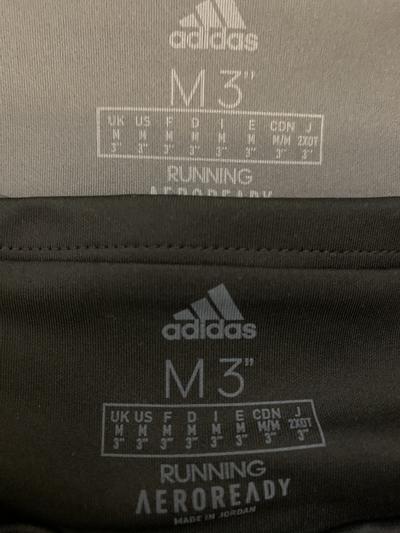 adidas
M 3"
UK US F D I E CDN J
M M M M M M M/M 2XOT
3" 3" 3" 3" 3" 3" 3" 3"
RUNNING
AEROREADY
adidas
M 3"
UK US F D I E CDN J
M M M M M M M/M 2XOT
3" 3" 3" 3" 3" 3" 3" 3"
RUNNING
AEROREADY
MADE IN JORDAN